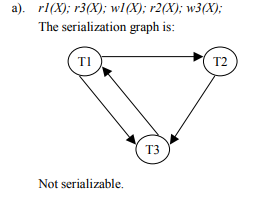 a). r1(X); r3(X); w1(X); r2(X); w3(X);
The serialization graph is:
T1
T2
T3
Not serializable.